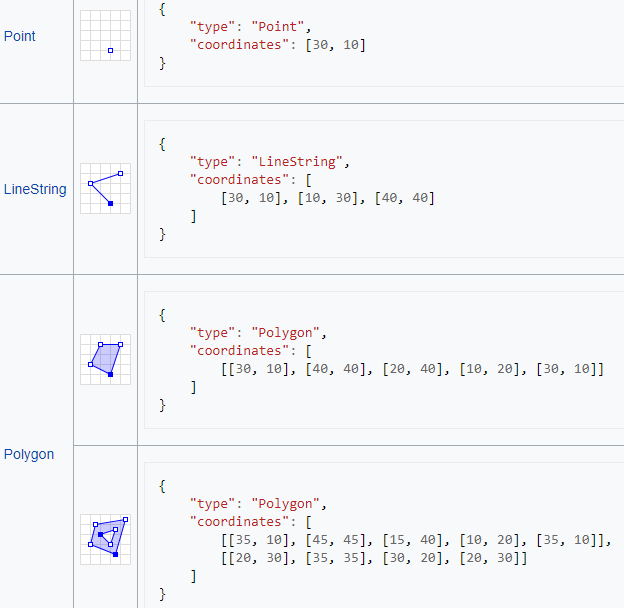 Point
{
    "type": "Point",
    "coordinates": [30, 10]
}
LineString
{
    "type": "LineString",
    "coordinates": [
        [30, 10], [10, 30], [40, 40]
    ]
}
Polygon
{
    "type": "Polygon",
    "coordinates": [
        [[30, 10], [40, 40], [20, 40], [10, 20], [30, 10]]
    ]
}
{
    "type": "Polygon",
    "coordinates": [
        [[35, 10], [45, 45], [15, 40], [10, 20], [35, 10]],
        [[20, 30], [35, 35], [30, 20], [20, 30]]
    ]
}